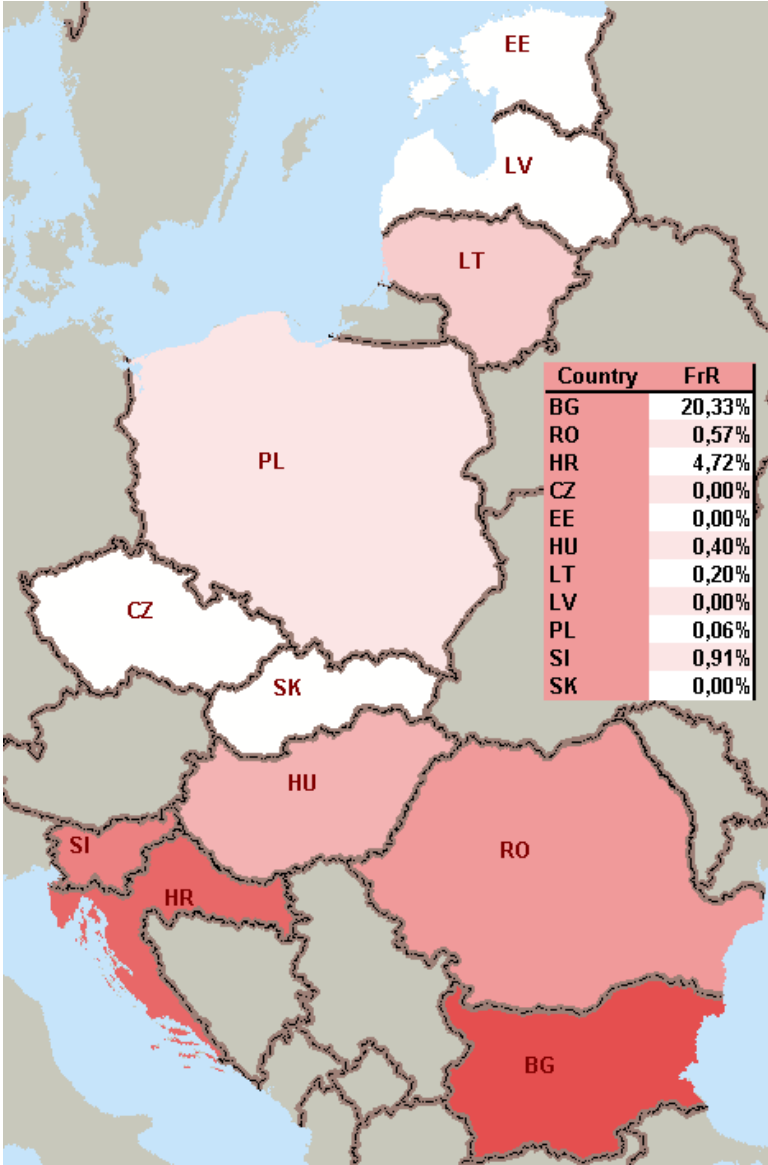 EE
LV
LT
Country FrR
BG 20,33%
RO 0,57%
HR 4,72%
CZ 0,00%
EE 0,00%
HU 0,40%
LT 0,20%
LV 0,00%
PL 0,06%
SI 0,91%
SK 0,00%
PL
CZ
SK
HU
SI
RO
HR
BG